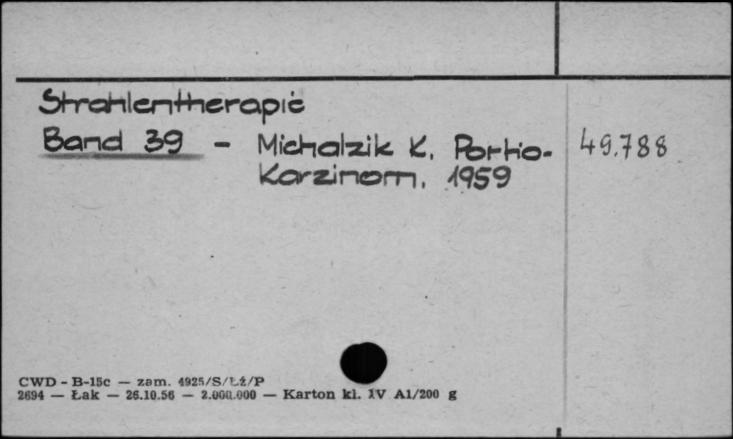 Strahlentherapie
Band 39 - Michalzik K. Portio-
Karzinom. 1959
49.788
CWD - B-15c — zam. 4925/S/Łż/P
2694 — Łak — 26.10.56 — 2.000.000 — Karton kl. IV A1/200 g